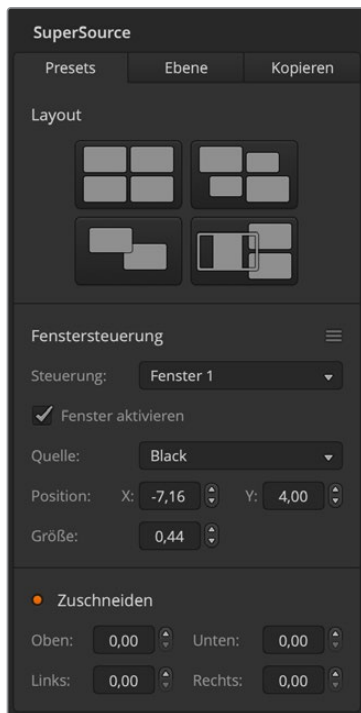 SuperSource
Presets Ebene Kopieren
Layout
Fenstersteuerung
Steuerung: Fenster 1
Fenster aktivieren
Quelle: Black
Position: X: -7,16 Y: 4,00
Größe: 0,44
Zuschneiden
Oben: 0,00 Unten: 0,00
Links: 0,00 Rechts: 0,00